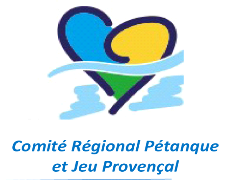 Comité Régional Pétanque
et Jeu Provençal